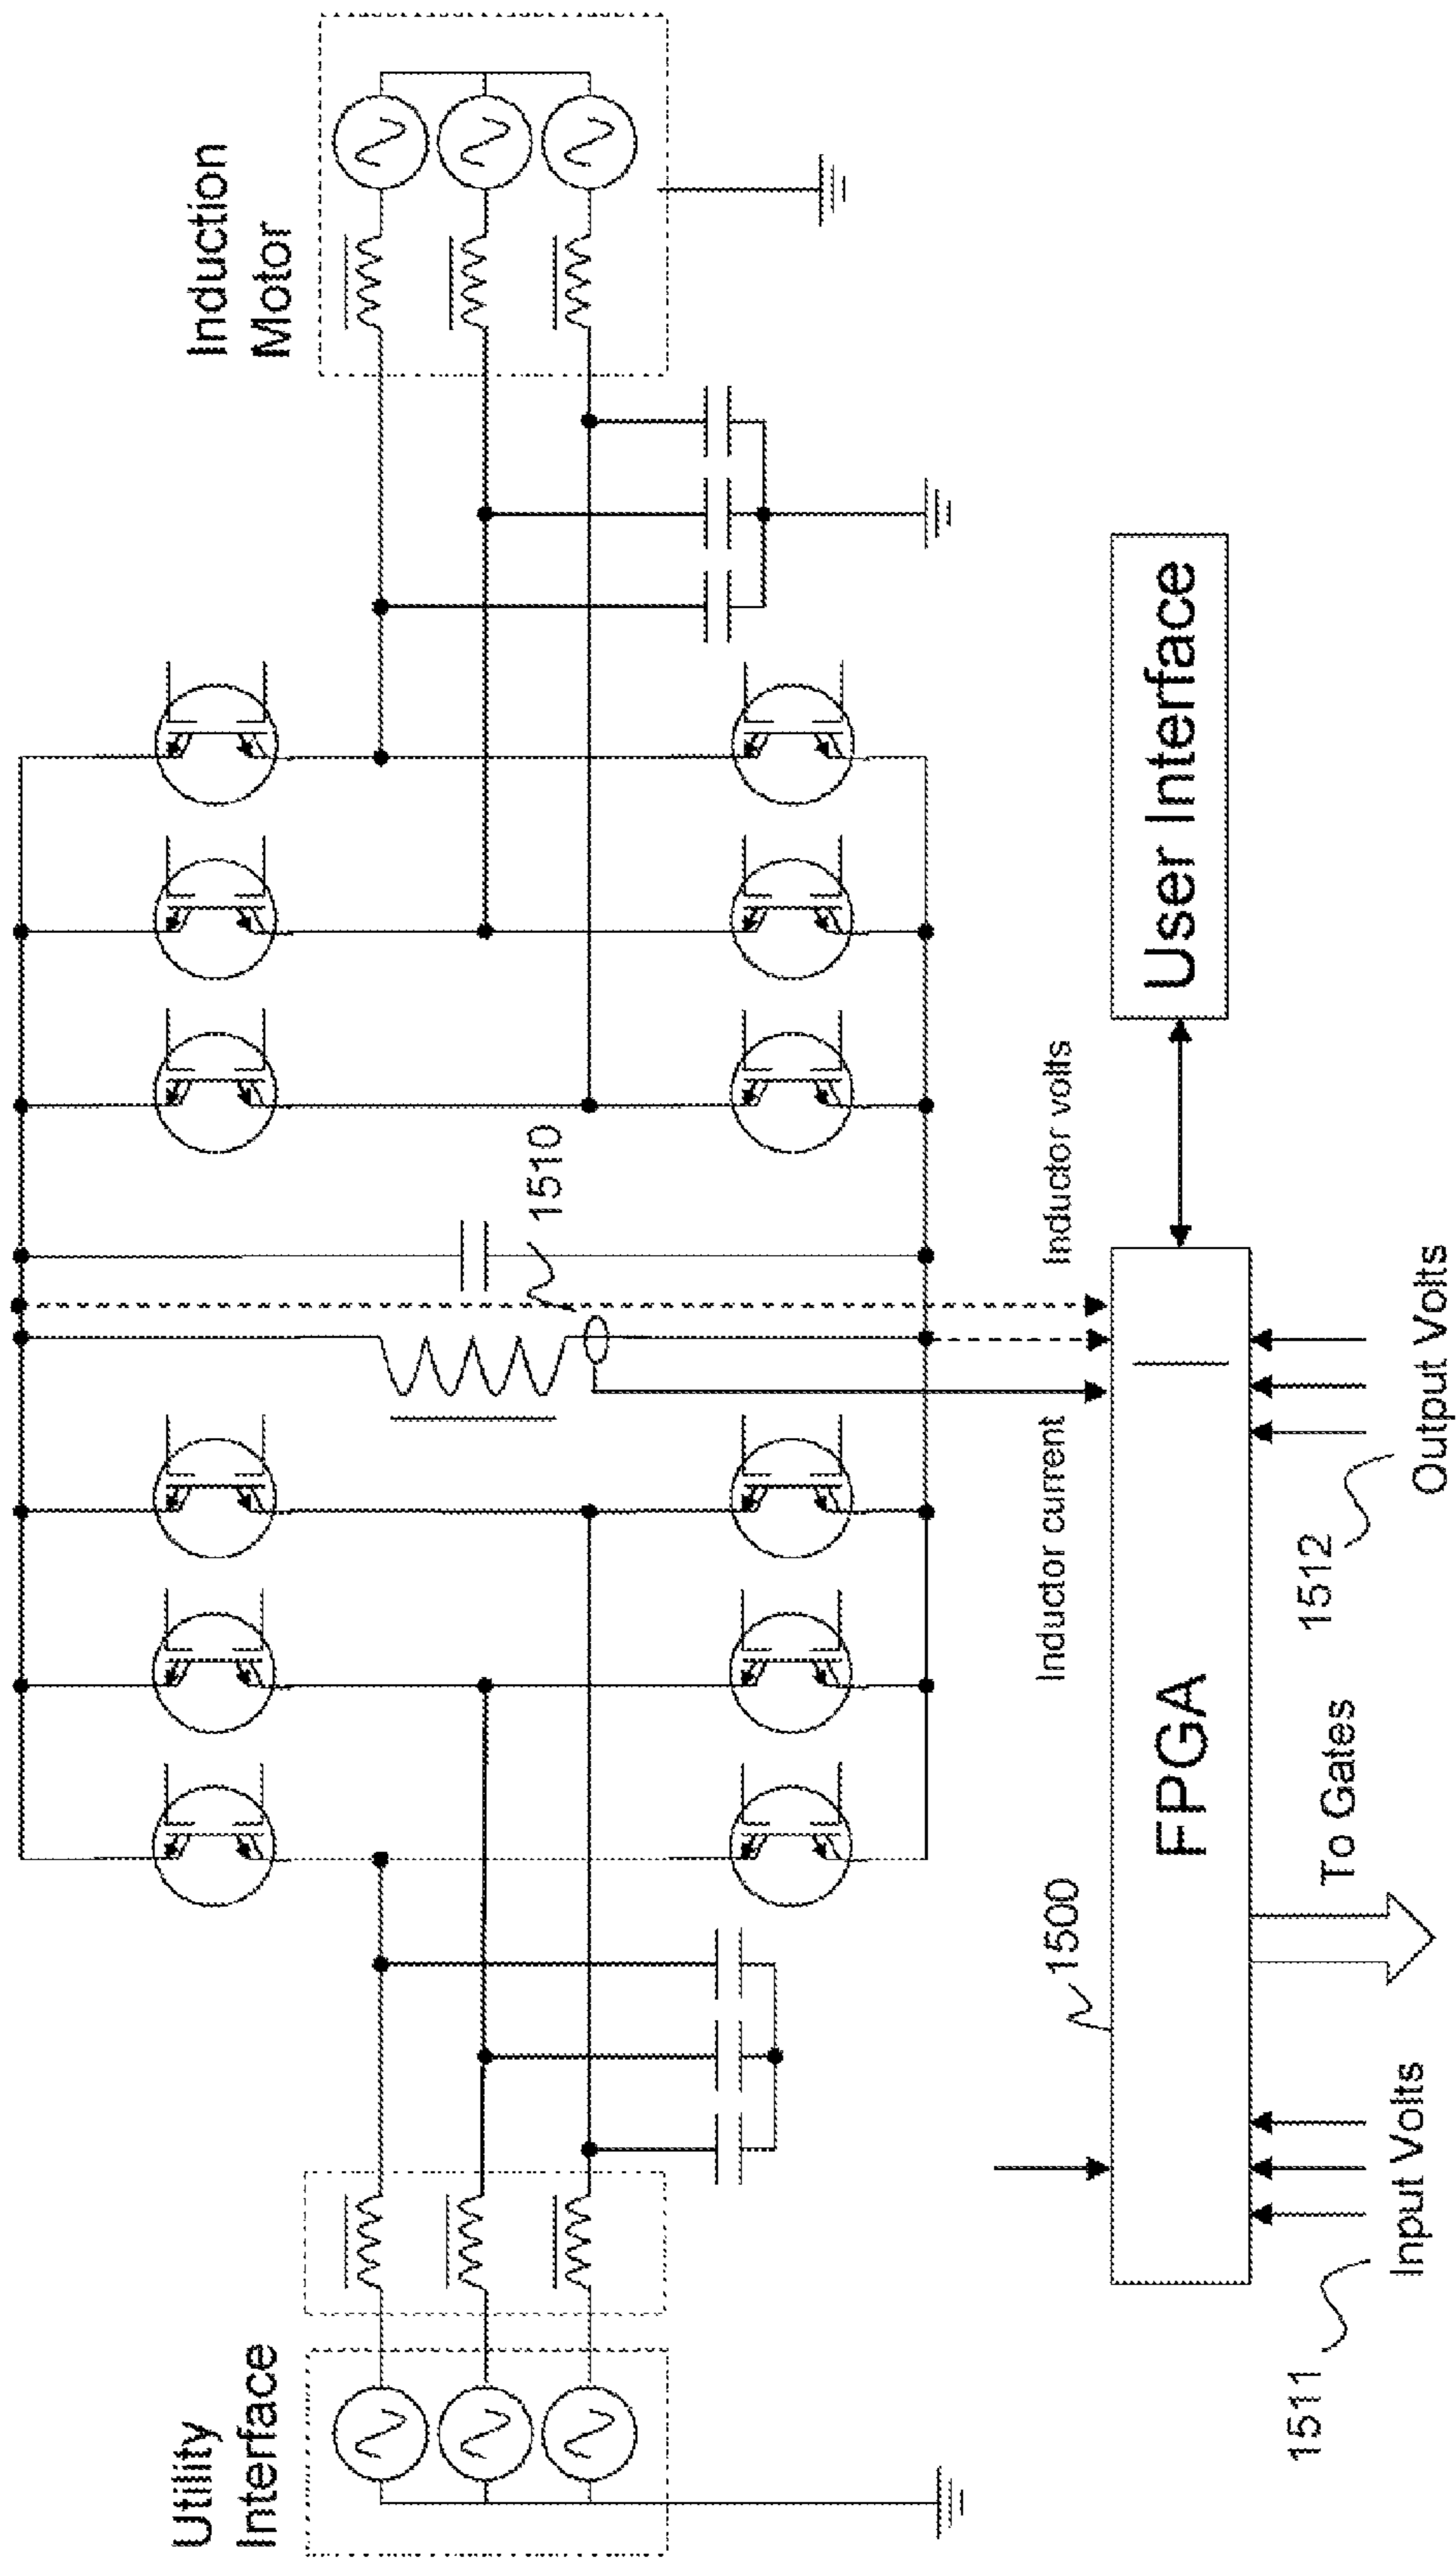 Utility
Interface
Induction
Motor
1510
Inductor current
Inductor volts
1500
FPGA
User Interface
1511
Input Volts
To Gates
1512
Output Volts